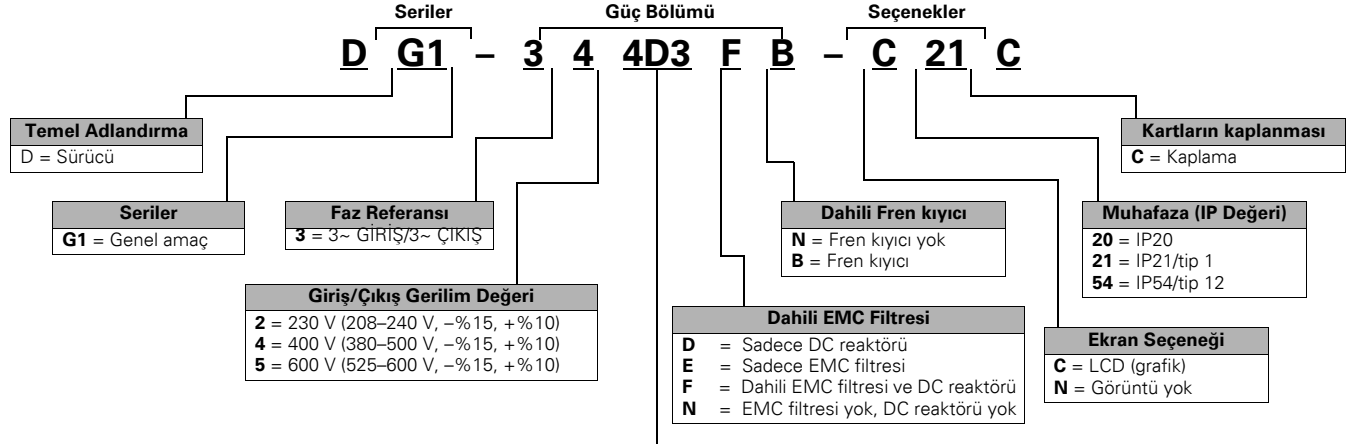 Seriler Güç Bölümü Seçenekler
D G1 – 3 4 4D3 F B – C 21 C
Temel Adlandırma
D = Sürücü
Kartların kaplanması
C = Kaplama
Seriler
G1 = Genel amaç
Faz Referansı
3 = 3~ GİRİŞ/3~ ÇIKIŞ
Dahili Fren kıyıcı
N = Fren kıyıcı yok
B = Fren kıyıcı
Muhafaza (IP Değeri)
20 = IP20
21 = IP21/tip 1
54 = IP54/tip 12
Giriş/Çıkış Gerilim Değeri
2 = 230 V (208–240 V, –%15, +%10)
4 = 400 V (380–500 V, –%15, +%10)
5 = 600 V (525–600 V, –%15, +%10)
Dahili EMC Filtresi
D = Sadece DC reaktörü
E = Sadece EMC filtresi
F = Dahili EMC filtresi ve DC reaktörü
N = EMC filtresi yok, DC reaktörü yok
Ekran Seçeneği
C = LCD (grafik)
N = Görüntü yok